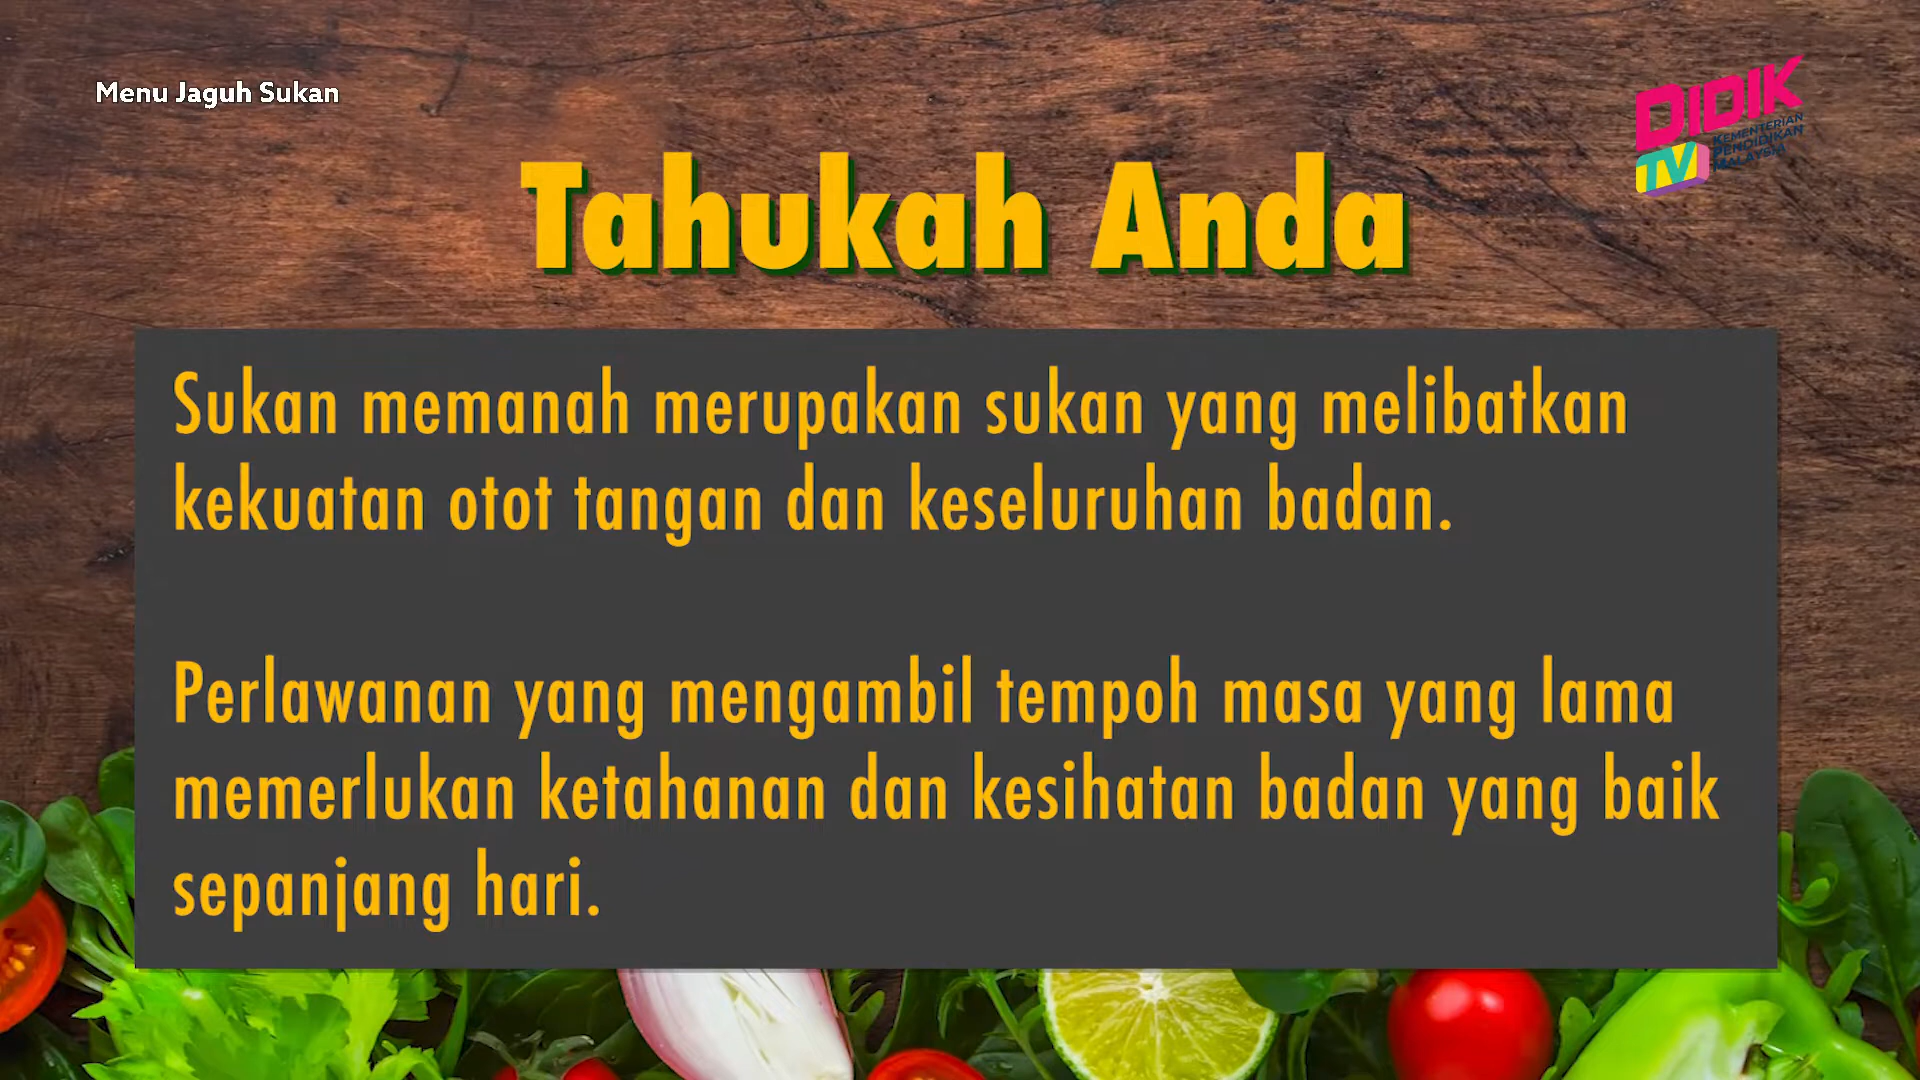 Menu Jaguh Sukan
DIDIK
TV
KEMENTERIAN
PENDIDIKAN
MALAYSIA
Tahukah Anda
Sukan memanah merupakan sukan yang melibatkan
kekuatan otot tangan dan keseluruhan badan.
Perlawanan yang mengambil tempoh masa yang lama
memerlukan ketahanan dan kesihatan badan yang baik
sepanjang hari.